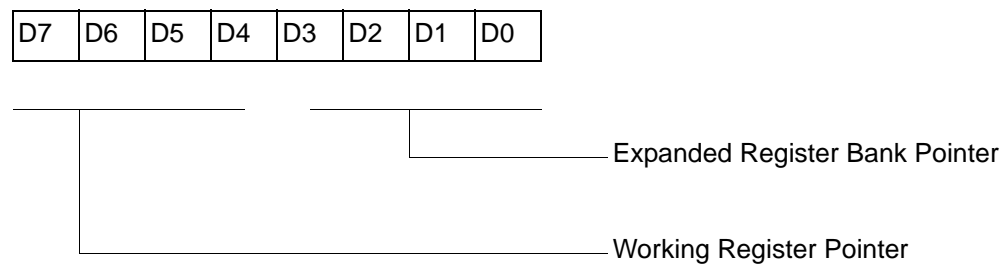 D7 D6 D5 D4 D3 D2 D1 D0
Expanded Register Bank Pointer
Working Register Pointer